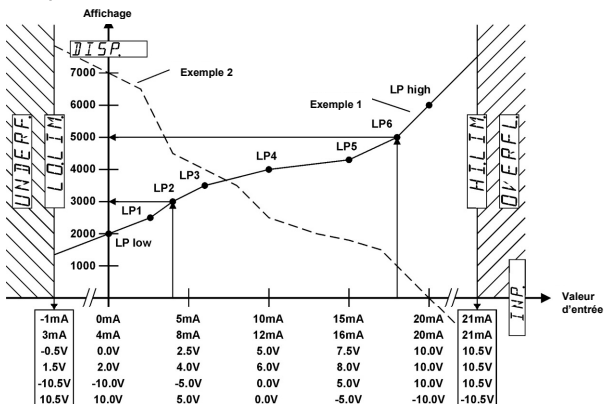 Affichage
DISP.
7000
6000
5000
4000
3000
2000
1000
Exemple 2
Exemple 1
LP high
LP6
LP5
LP4
LP3
LP2
LP1
LP low
UNDERF.
LO.LIM.
HI.LIM.
OVERFL.
INP.
Valeur
d'entrée
-1mA 0mA 5mA 10mA 15mA 20mA 21mA
3mA 4mA 8mA 12mA 16mA 20mA 21mA
-0.5V 0.0V 2.5V 5.0V 7.5V 10.0V 10.5V
1.5V 2.0V 4.0V 6.0V 8.0V 10.0V 10.5V
-10.5V -10.0V -5.0V 0.0V 5.0V 10.0V 10.5V
10.5V 10.0V 5.0V 0.0V -5.0V -10.0V -10.5V